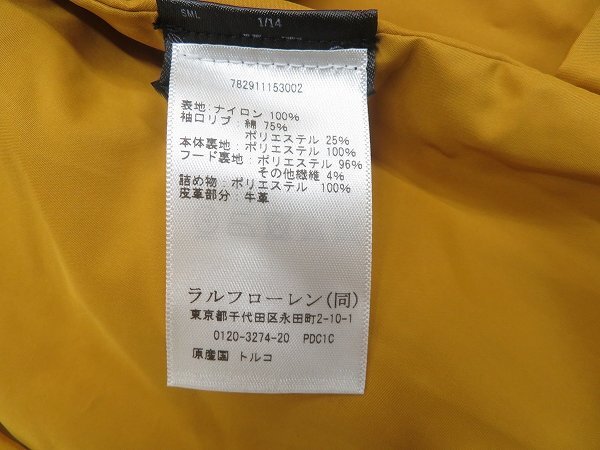 SML
1/14
782911153002
表地:ナイロン 100%
袖口リブ:綿 75%
ポリエステル 25%
本体裏地:ポリエステル 100%
フード裏地:ポリエステル 96%
その他繊維 4%
詰め物:ポリエステル 100%
皮革部分:牛革
ラルフローレン(同)
東京都千代田区永田町2-10-1
0120-3274-20 PDC1C
原産国 トルコ